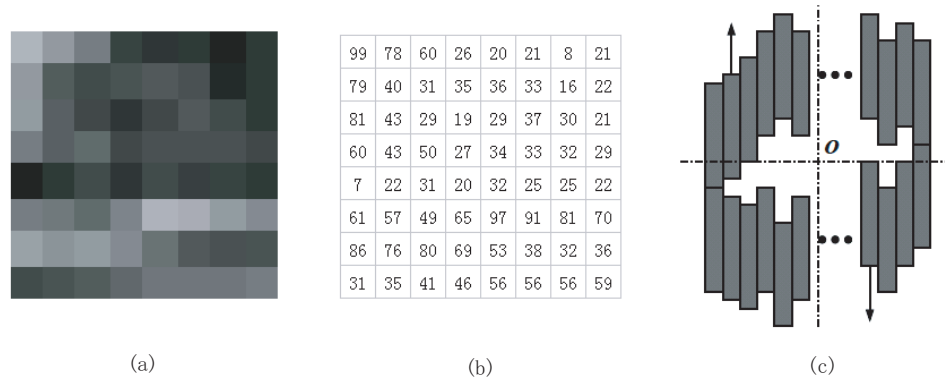 99 78 60 26 20 21 8 21
79 40 31 35 36 33 16 22
81 43 29 19 29 37 30 21
60 43 50 27 34 33 32 29
7 22 31 20 32 25 25 22
61 57 49 65 97 91 81 70
86 76 80 69 53 38 32 36
31 35 41 46 56 56 56 59
O
(a) (b) (c)